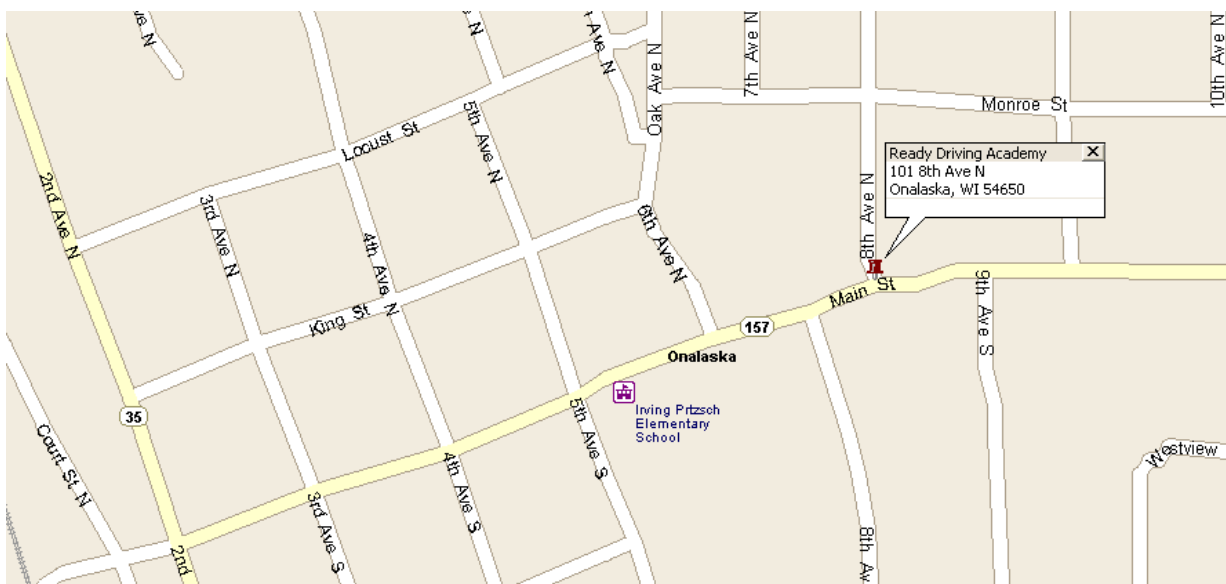 Ave N
7th Ave N
10th Ave N
Oak Ave N
Ave N
5th Ave N
Monroe St
Locust St
Ready Driving Academy
101 8th Ave N
Onalaska, WI 54650
2nd Ave N
3rd Ave N
4th Ave N
6th Ave N
8th Ave N
Main St
9th Ave S
King St
157
Onalaska
35
Irving Prtzsch
Elementary
School
Court St N
5th Ave S
4th Ave S
3rd Ave S
Westview
2nd
8th Av